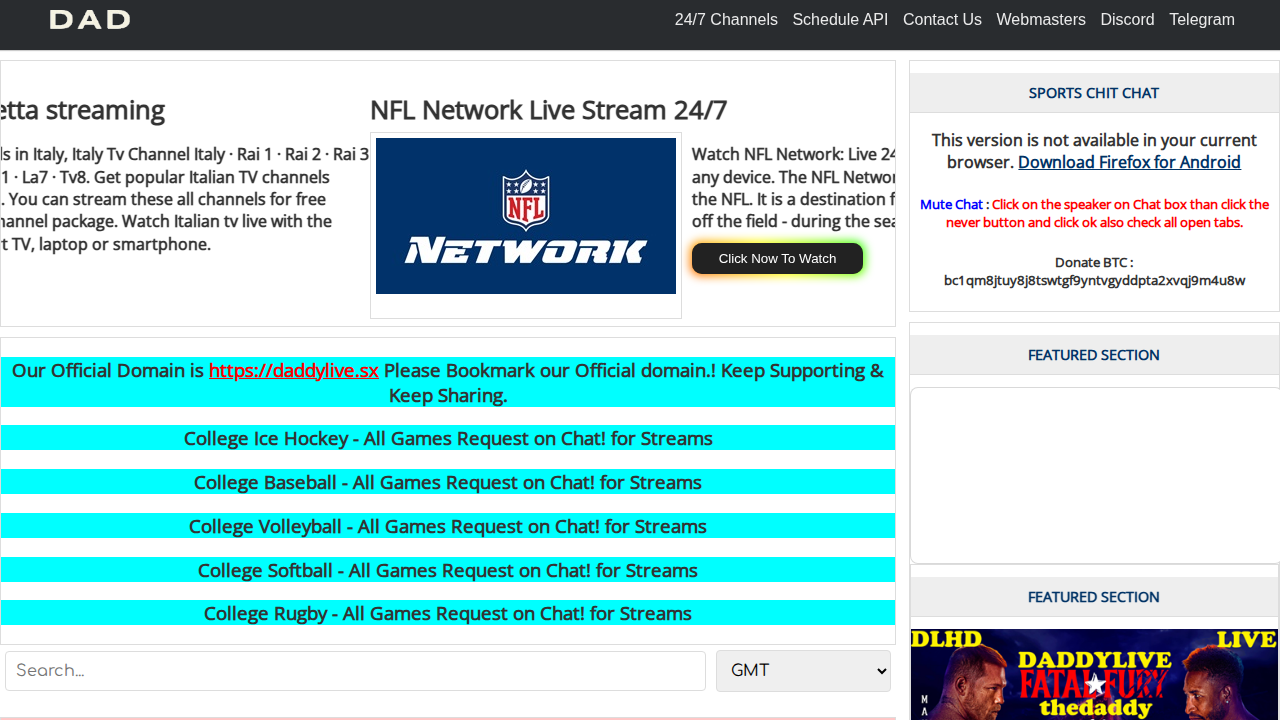 DAD
24/7 Channels Schedule API Contact Us Webmasters Discord Telegram
etta streaming
ls in Italy, Italy Tv Channel Italy · Rai 1 · Rai 2 · Rai 3
1 · La7 · Tv8. Get popular Italian TV channels
. You can stream these all channels for free
hannel package. Watch Italian tv live with the
t TV, laptop or smartphone.
NFL Network Live Stream 24/7
NFL
NETWORK
Watch NFL Network: Live 24
any device. The NFL Networ
the NFL. It is a destination f
off the field - during the sea
Click Now To Watch
Our Official Domain is https://daddylive.sx Please Bookmark our Official domain.! Keep Supporting &
Keep Sharing.
College Ice Hockey - All Games Request on Chat! for Streams
College Baseball - All Games Request on Chat! for Streams
College Volleyball - All Games Request on Chat! for Streams
College Softball - All Games Request on Chat! for Streams
College Rugby - All Games Request on Chat! for Streams
Search...
GMT
SPORTS CHIT CHAT
This version is not available in your current
browser. Download Firefox for Android
Mute Chat : Click on the speaker on Chat box than click the
never button and click ok also check all open tabs.
Donate BTC :
bc1qm8jtuy8j8tswtgf9yntvgyddpta2xvqj9m4u8w
FEATURED SECTION
FEATURED SECTION
DLHD LIVE
DADDYLIVE
FATAL FURY
thedaddy
M
A